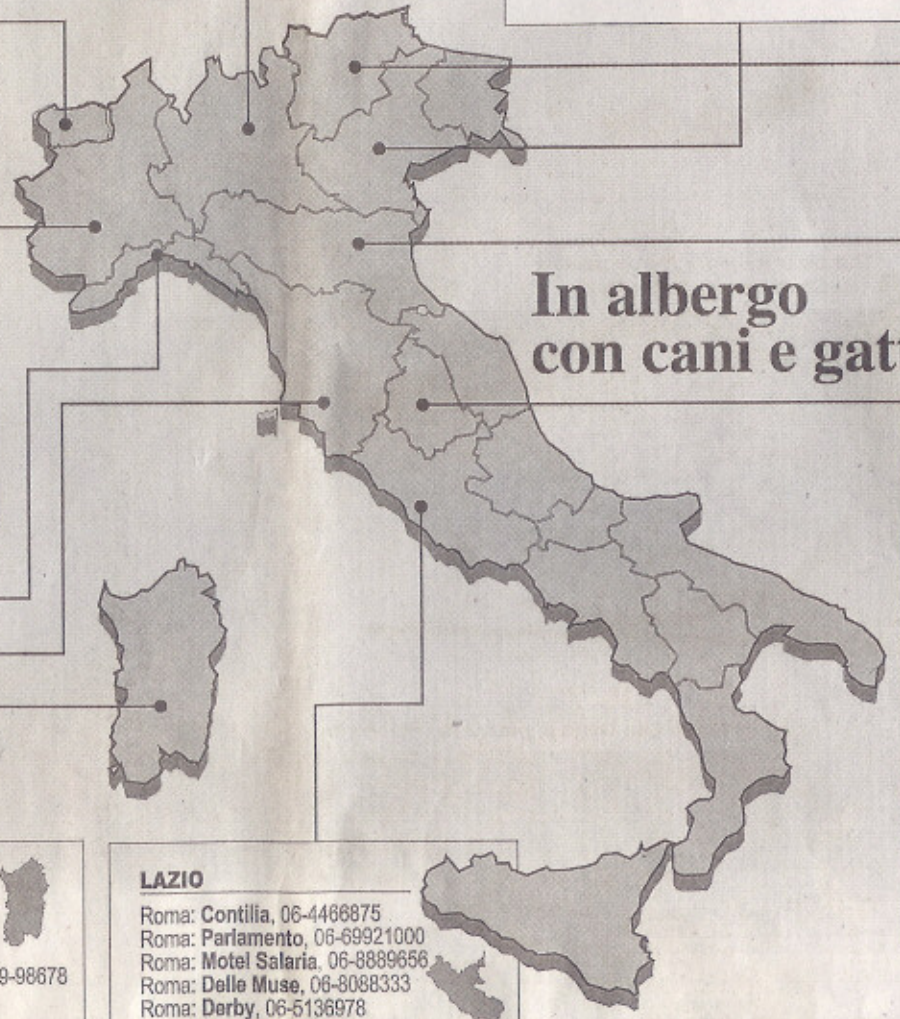 In albergo
con cani e gatt
9-98678
LAZIO
Roma: Contilia, 06-4466875
Roma: Parlamento, 06-69921000
Roma: Motel Salaria, 06-8889656
Roma: Delle Muse, 06-8088333
Roma: Derby, 06-5136978